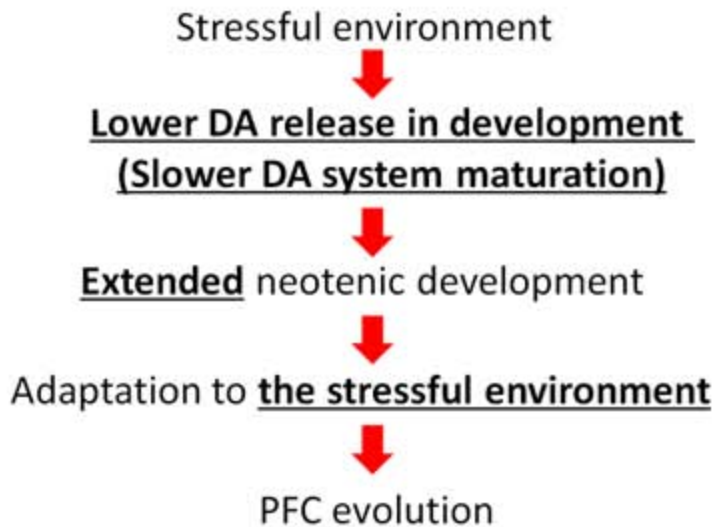 Stressful environment
Lower DA release in development
(Slower DA system maturation)
Extended neotenic development
Adaptation to the stressful environment
PFC evolution